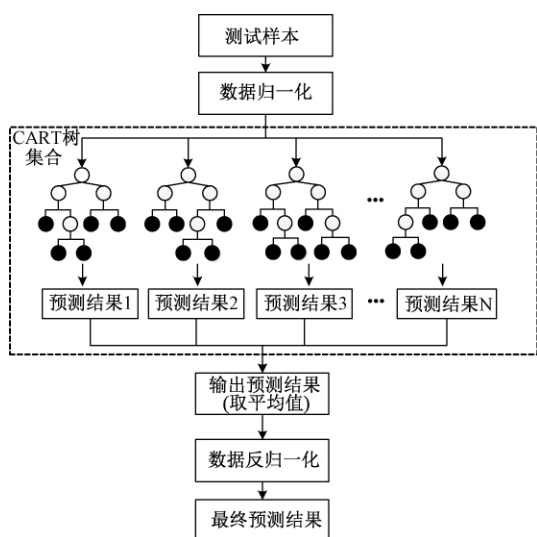 测试样本
数据归一化
CART树
集合
...
预测结果1
预测结果2
预测结果3
...
预测结果N
输出预测结果
(取平均值)
数据反归一化
最终预测结果